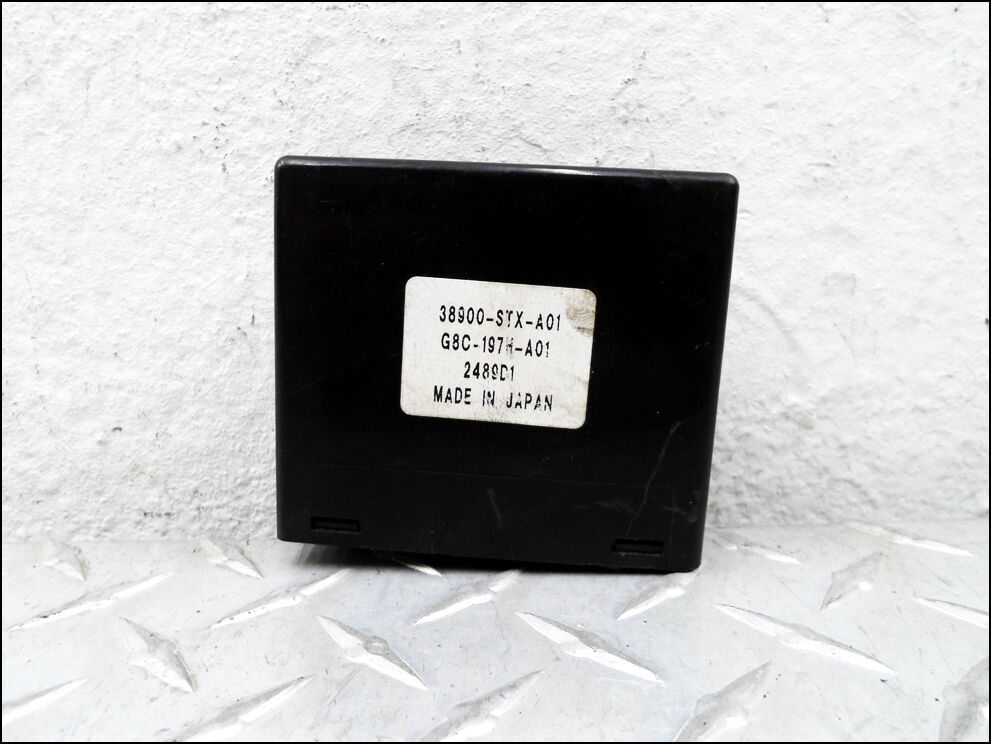 38900-STX-A01
G8C-197H-A01
2489D1
MADE IN JAPAN